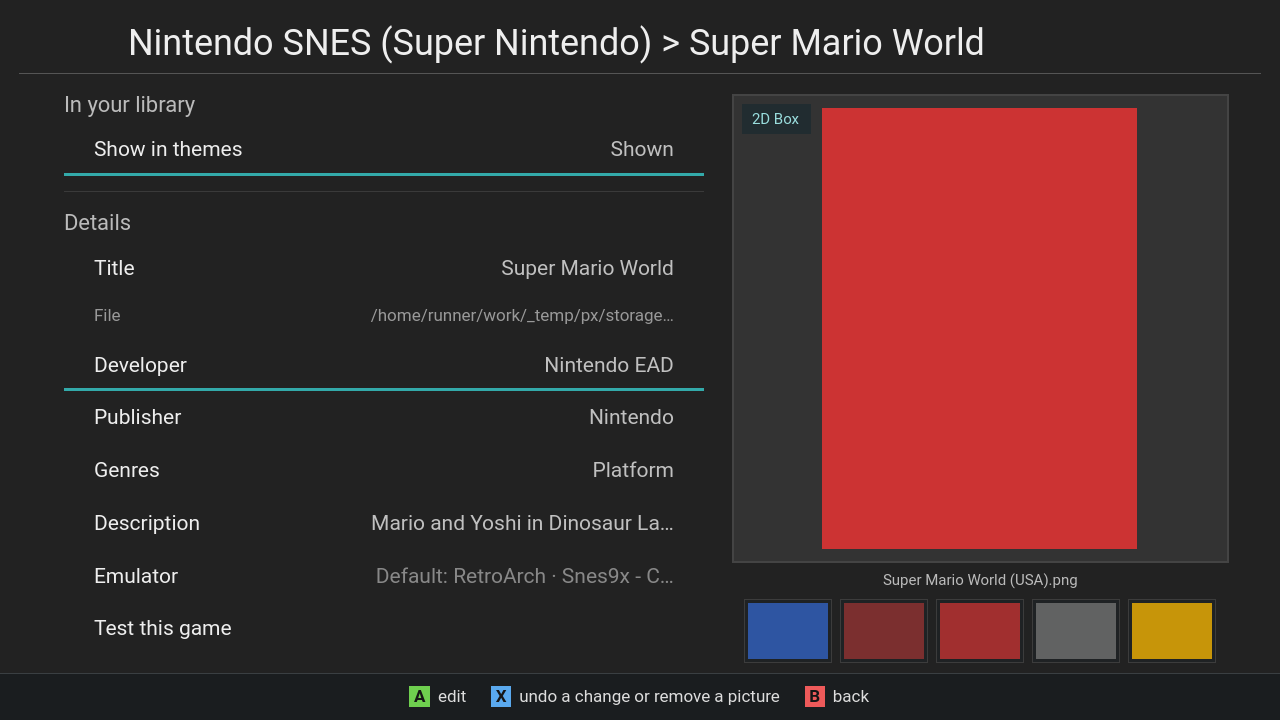 Nintendo SNES (Super Nintendo) > Super Mario World
In your library
Show in themes Shown
Details
Title Super Mario World
File /home/runner/work/_temp/px/storage…
Developer Nintendo EAD
Publisher Nintendo
Genres Platform
Description Mario and Yoshi in Dinosaur La…
Emulator Default: RetroArch · Snes9x - C…
Test this game
2D Box
Super Mario World (USA).png
A edit X undo a change or remove a picture B back